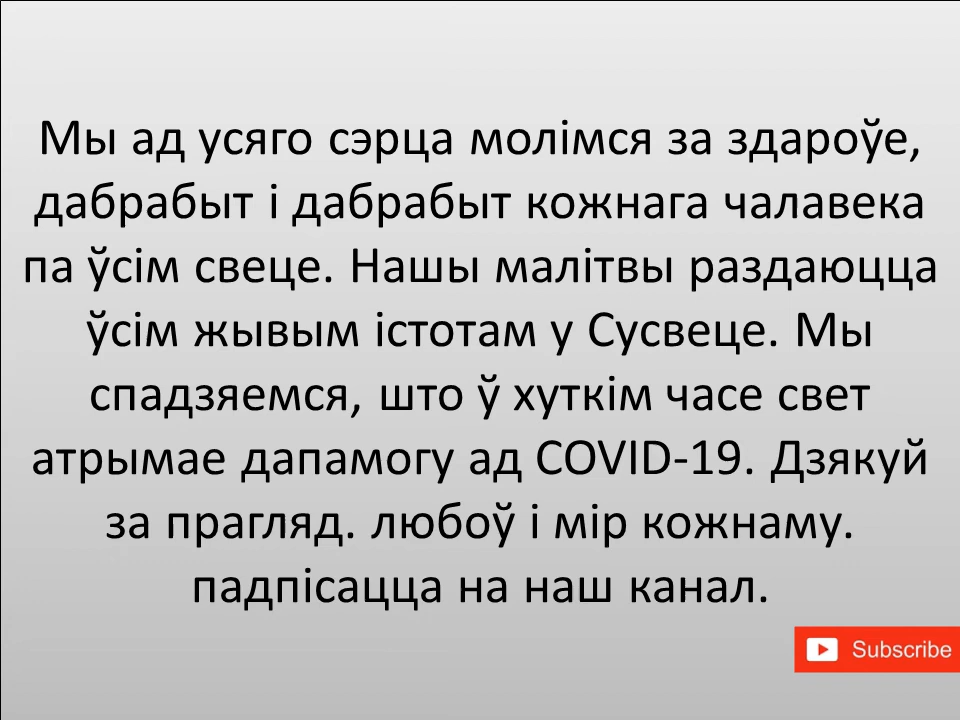 Мы ад усяго сэрца молімся за здароўе,
дабрабыт і дабрабыт кожнага чалавека
па ўсім свеце. Нашы малітвы раздаюцца
ўсім жывым істотам у Сусвеце. Мы
спадзяемся, што ў хуткім часе свет
атрымае дапамогу ад COVID-19. Дзякуй
за прагляд. любоў і мір кожнаму.
падпісацца на наш канал.
Subscribe